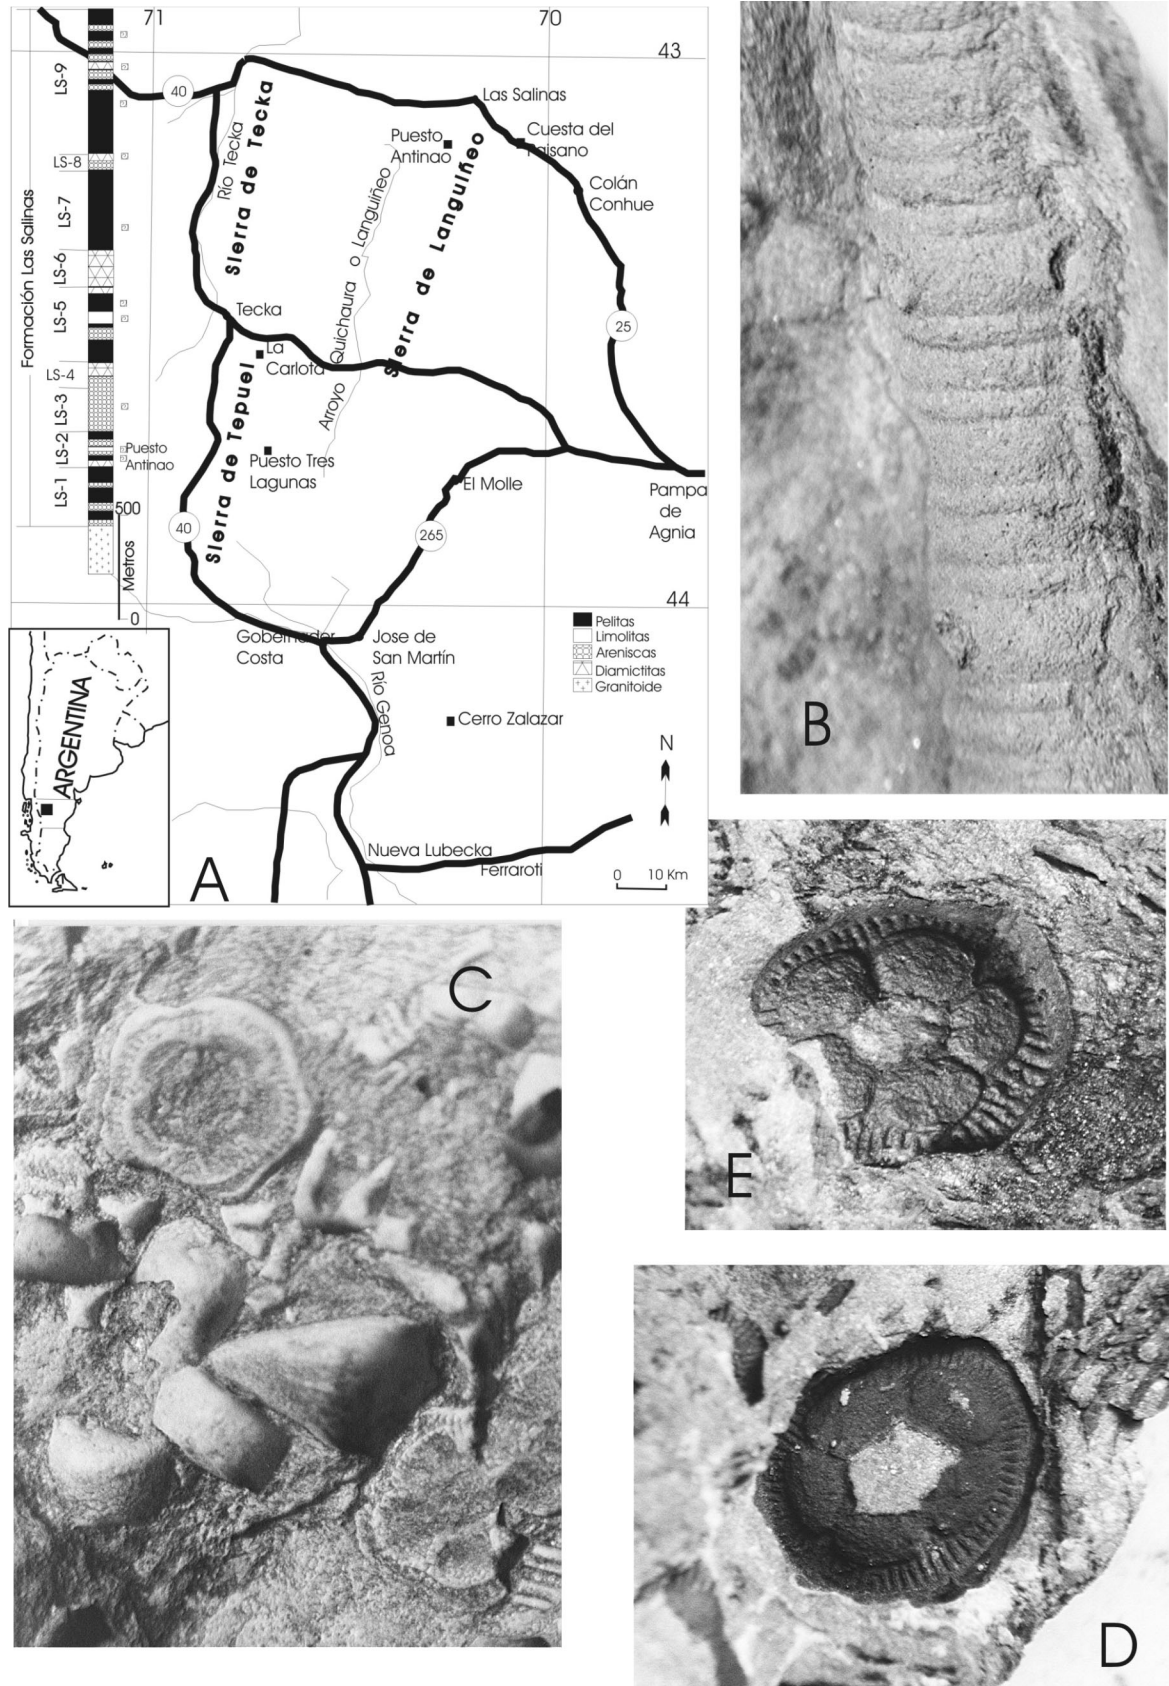 71
70
43
LS-9
LS-8
LS-7
LS-6
LS-5
LS-4
LS-3
LS-2
LS-1
Formación Las Salinas
Puesto
Antinao
500
Metros
0
40
Río Tecka
Sierra de Tecka
Las Salinas
Puesto
Antinao
Cuesta del
Paisano
Colán
Conhue
Sierra de Languiñeo
Arroyo Quichaura o Languiñeo
25
Tecka
La
Carlota
Sierra de Tepuel
Puesto Tres
Lagunas
El Molle
Pampa
de
Agnia
40
265
44
Gobernador
Costa
Jose de
San Martín
Río Genoa
Pelitas
Limolitas
Areniscas
Diamictitas
Granitoide
Cerro Zalazar
N
Nueva Lubecka
Ferraroti
0 10 Km
ARGENTINA
A
B
C
E
D